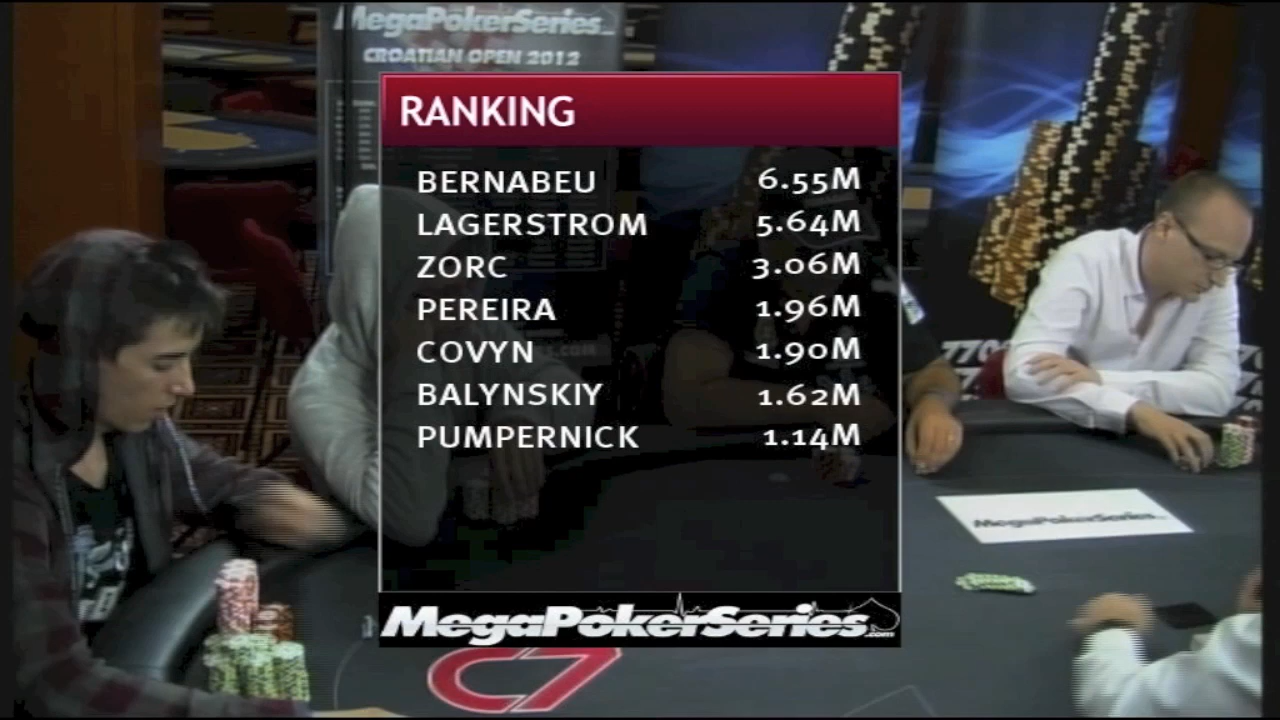 MegaPokerSeries
CROATIAN OPEN 2012
RANKING
BERNABEU 6.55M
LAGERSTROM 5.64M
ZORC 3.06M
PEREIRA 1.96M
COVYN 1.90M
BALYNSKIY 1.62M
PUMPERNICK 1.14M
770
MegaPokerSeries
MegaPokerSeries.com